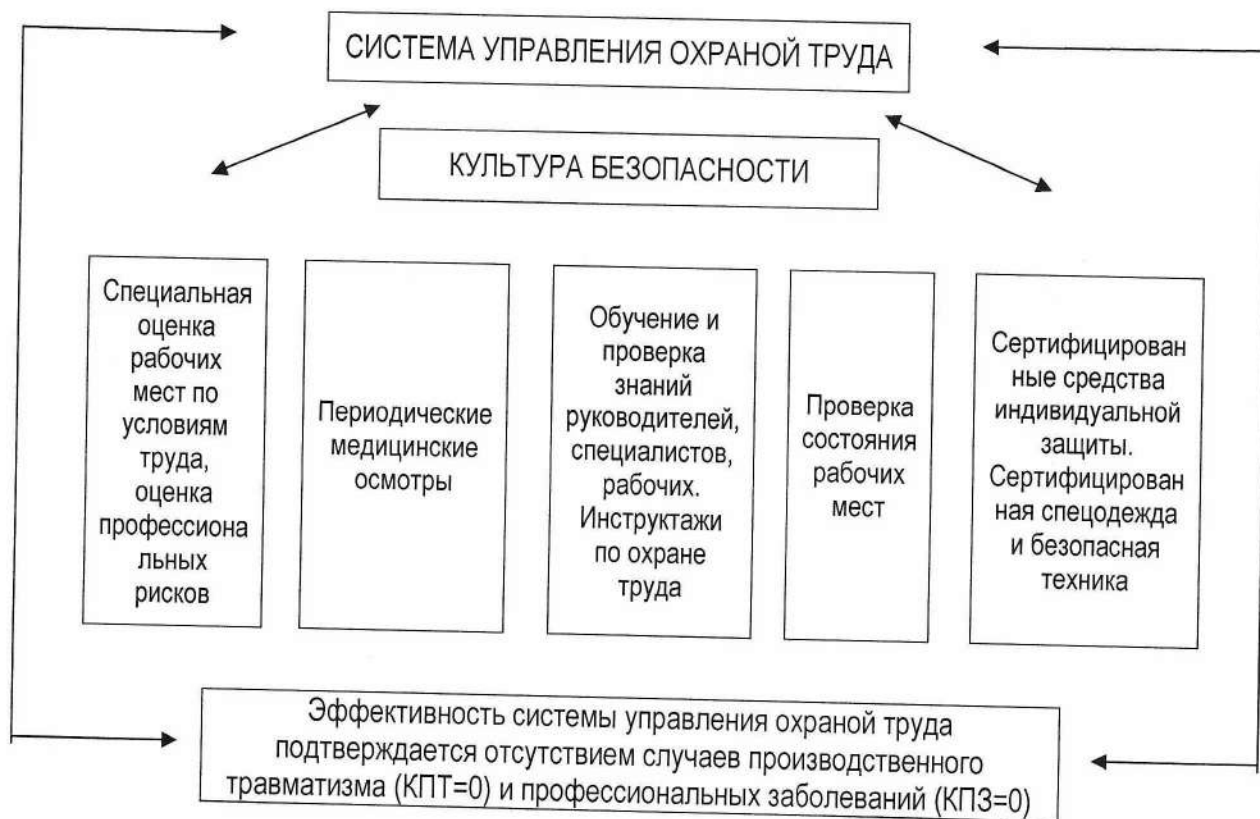 СИСТЕМА УПРАВЛЕНИЯ ОХРАНОЙ ТРУДА
КУЛЬТУРА БЕЗОПАСНОСТИ
Специальная
оценка
рабочих
мест по
условиям
труда,
оценка
профессиона
льных
рисков
Периодические
медицинские
осмотры
Обучение и
проверка
знаний
руководителей,
специалистов,
рабочих.
Инструктажи
по охране
труда
Проверка
состояния
рабочих
мест
Сертифицирован
ные средства
индивидуальной
защиты.
Сертифицирован
ная спецодежда
и безопасная
техника
Эффективность системы управления охраной труда
подтверждается отсутствием случаев производственного
травматизма (КПТ=0) и профессиональных заболеваний (КПЗ=0)